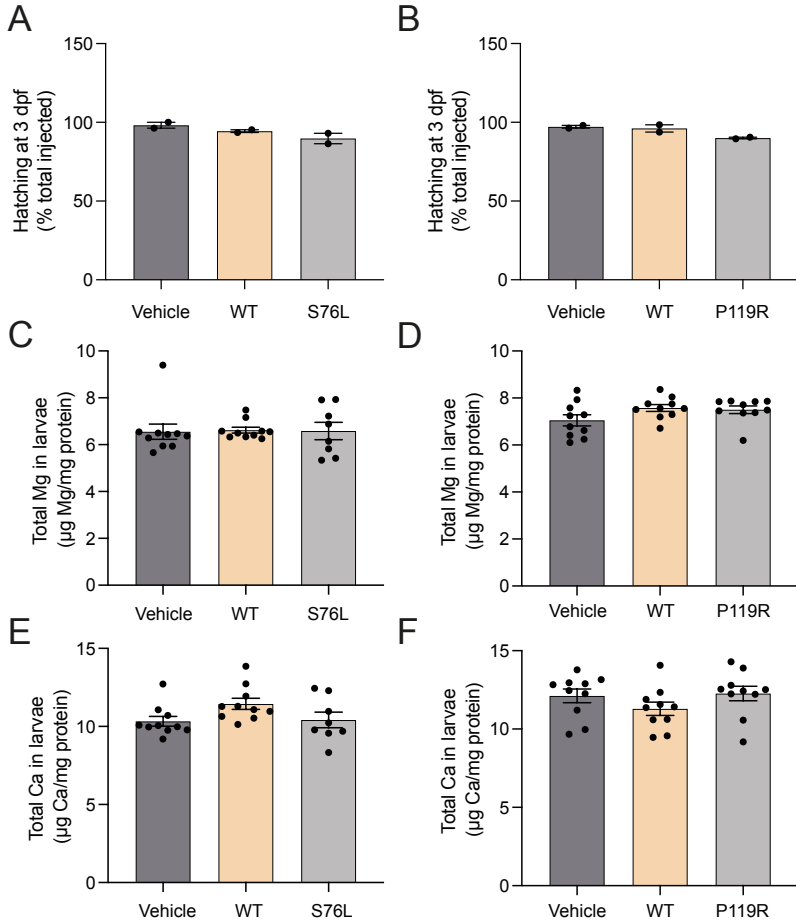 A
Hatching at 3 dpf
(% total injected)
150
100
50
0
Vehicle WT S76L
B
Hatching at 3 dpf
(% total injected)
150
100
50
0
Vehicle WT P119R
C
Total Mg in larvae
(µg Mg/mg protein)
10
8
6
4
2
0
Vehicle WT S76L
D
Total Mg in larvae
(µg Mg/mg protein)
10
8
6
4
2
0
Vehicle WT P119R
E
Total Ca in larvae
(µg Ca/mg protein)
15
10
5
0
Vehicle WT S76L
F
Total Ca in larvae
(µg Ca/mg protein)
15
10
5
0
Vehicle WT P119R